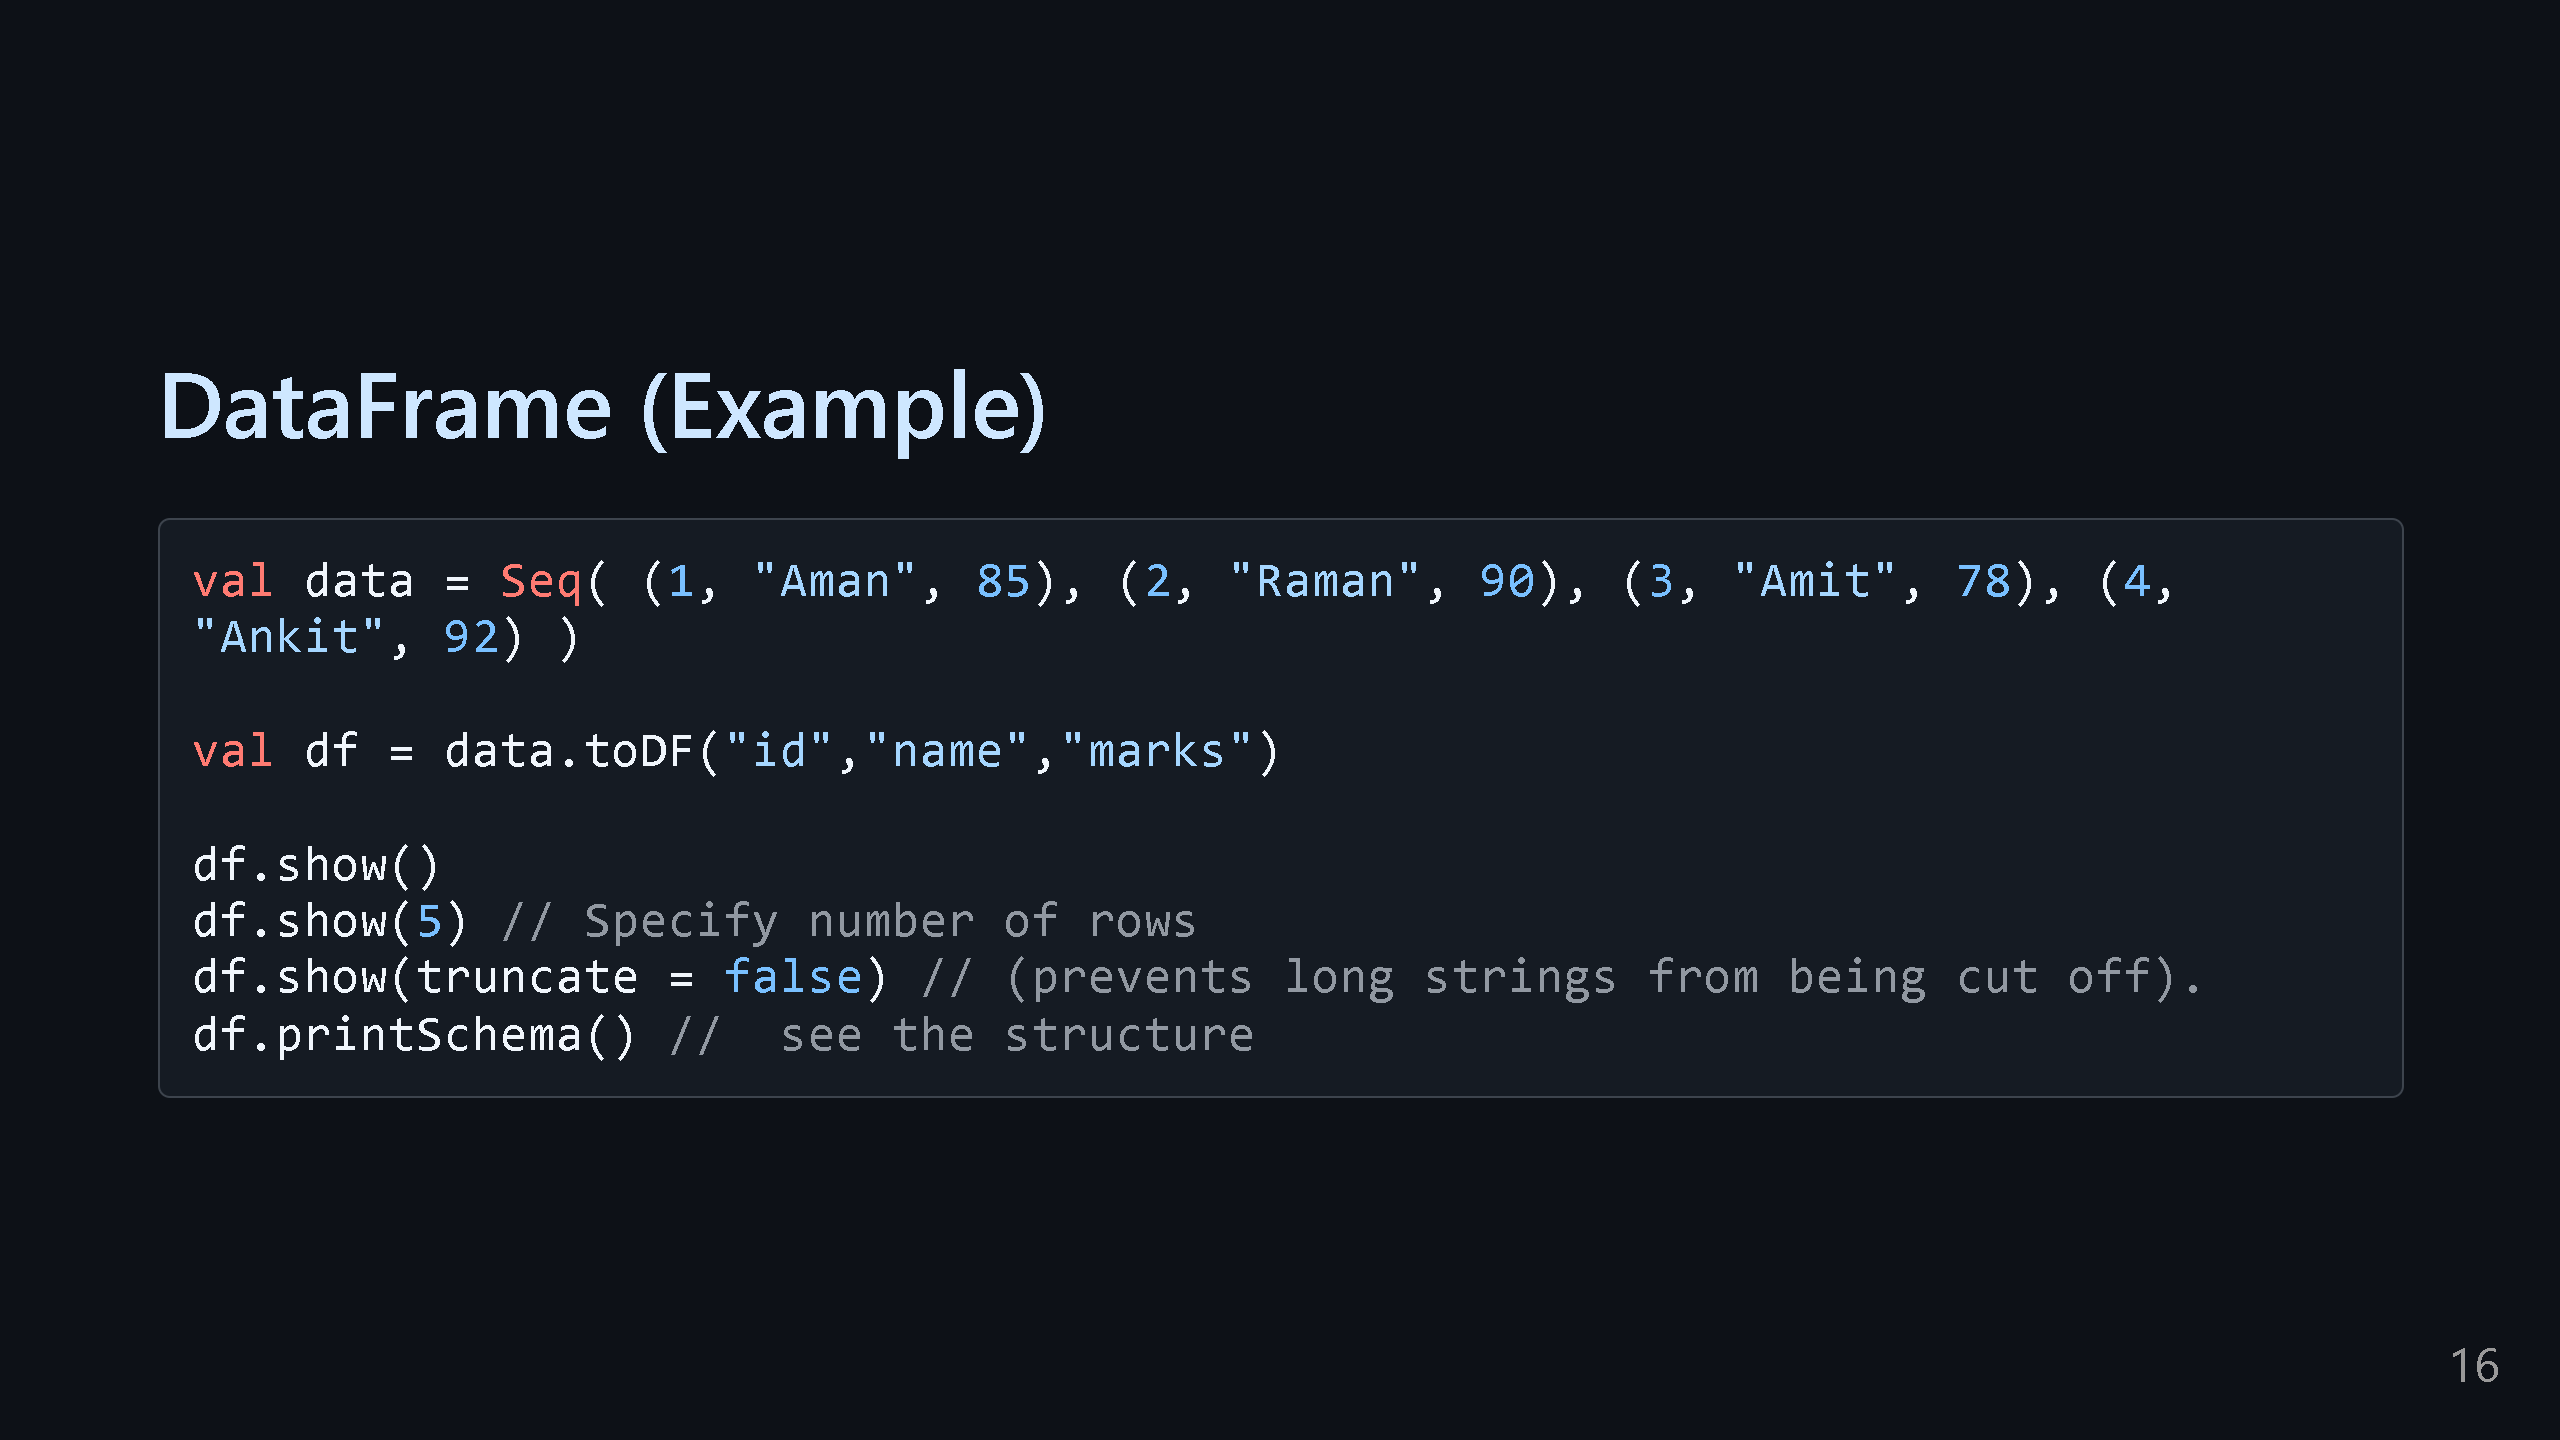 DataFrame (Example)
val data = Seq( (1, "Aman", 85), (2, "Raman", 90), (3, "Amit", 78), (4,
"Ankit", 92) )
val df = data.toDF("id","name","marks")
df.show()
df.show(5) // Specify number of rows
df.show(truncate = false) // (prevents long strings from being cut off).
df.printSchema() //  see the structure
16